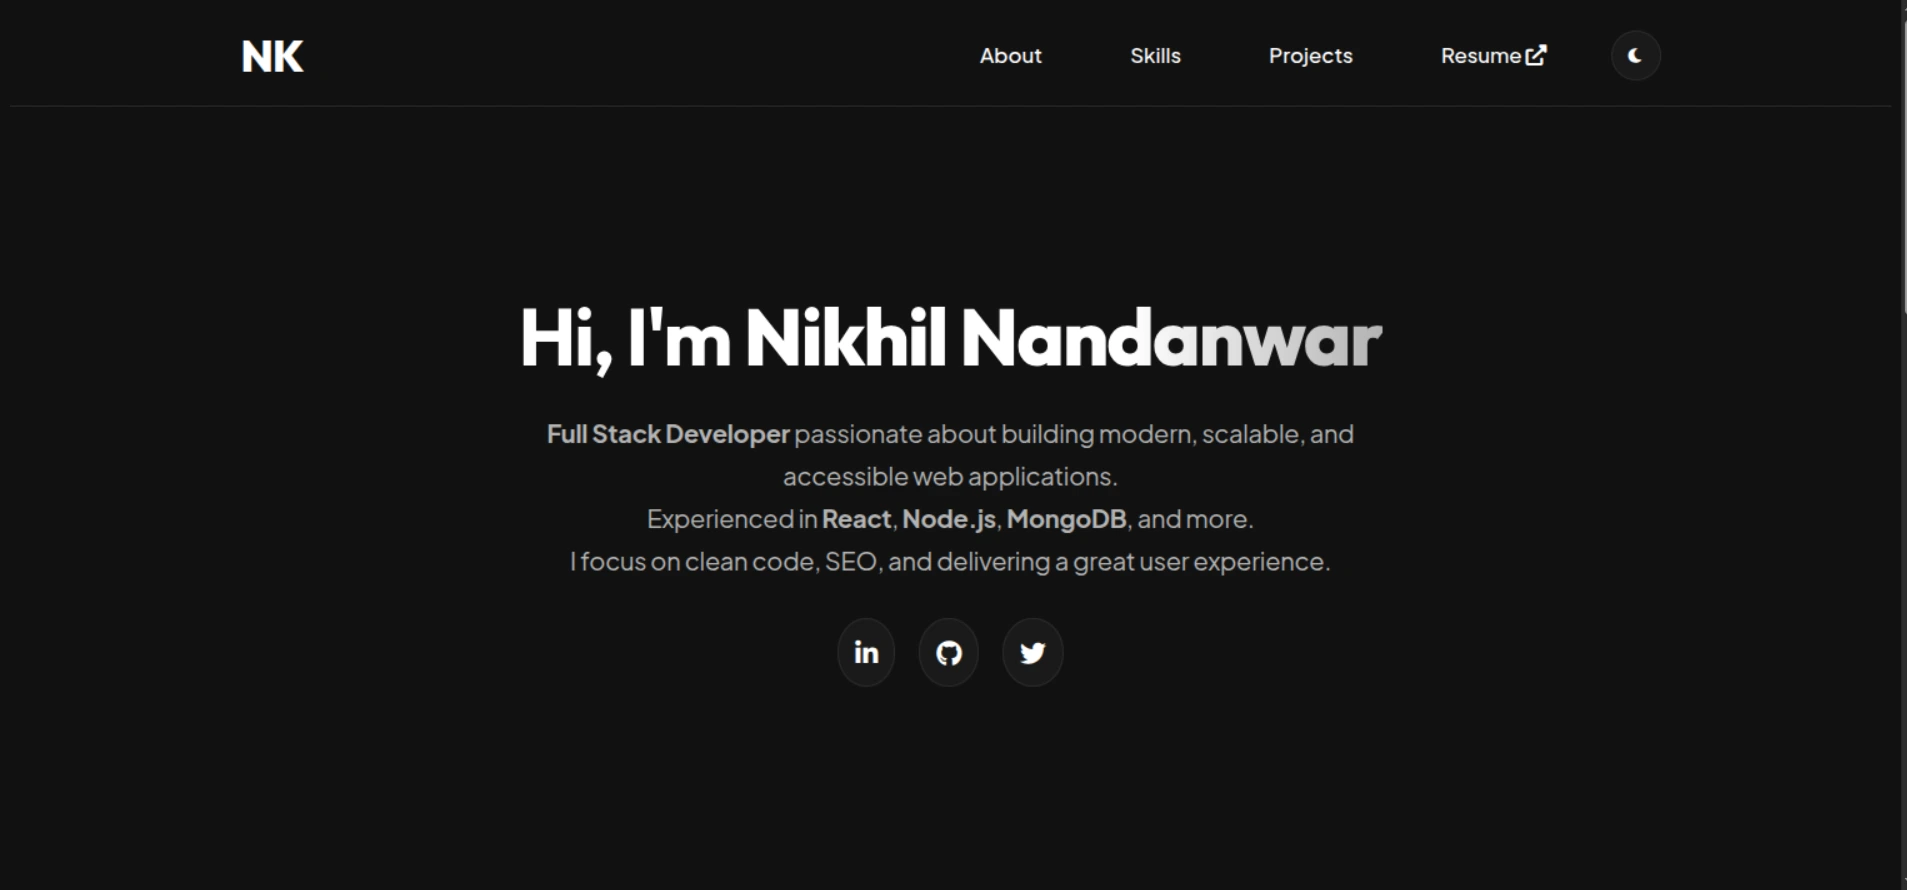 NK
About Skills Projects Resume
Hi, I'm Nikhil Nandanwar
Full Stack Developer passionate about building modern, scalable, and
accessible web applications.
Experienced in React, Node.js, MongoDB, and more.
I focus on clean code, SEO, and delivering a great user experience.
in